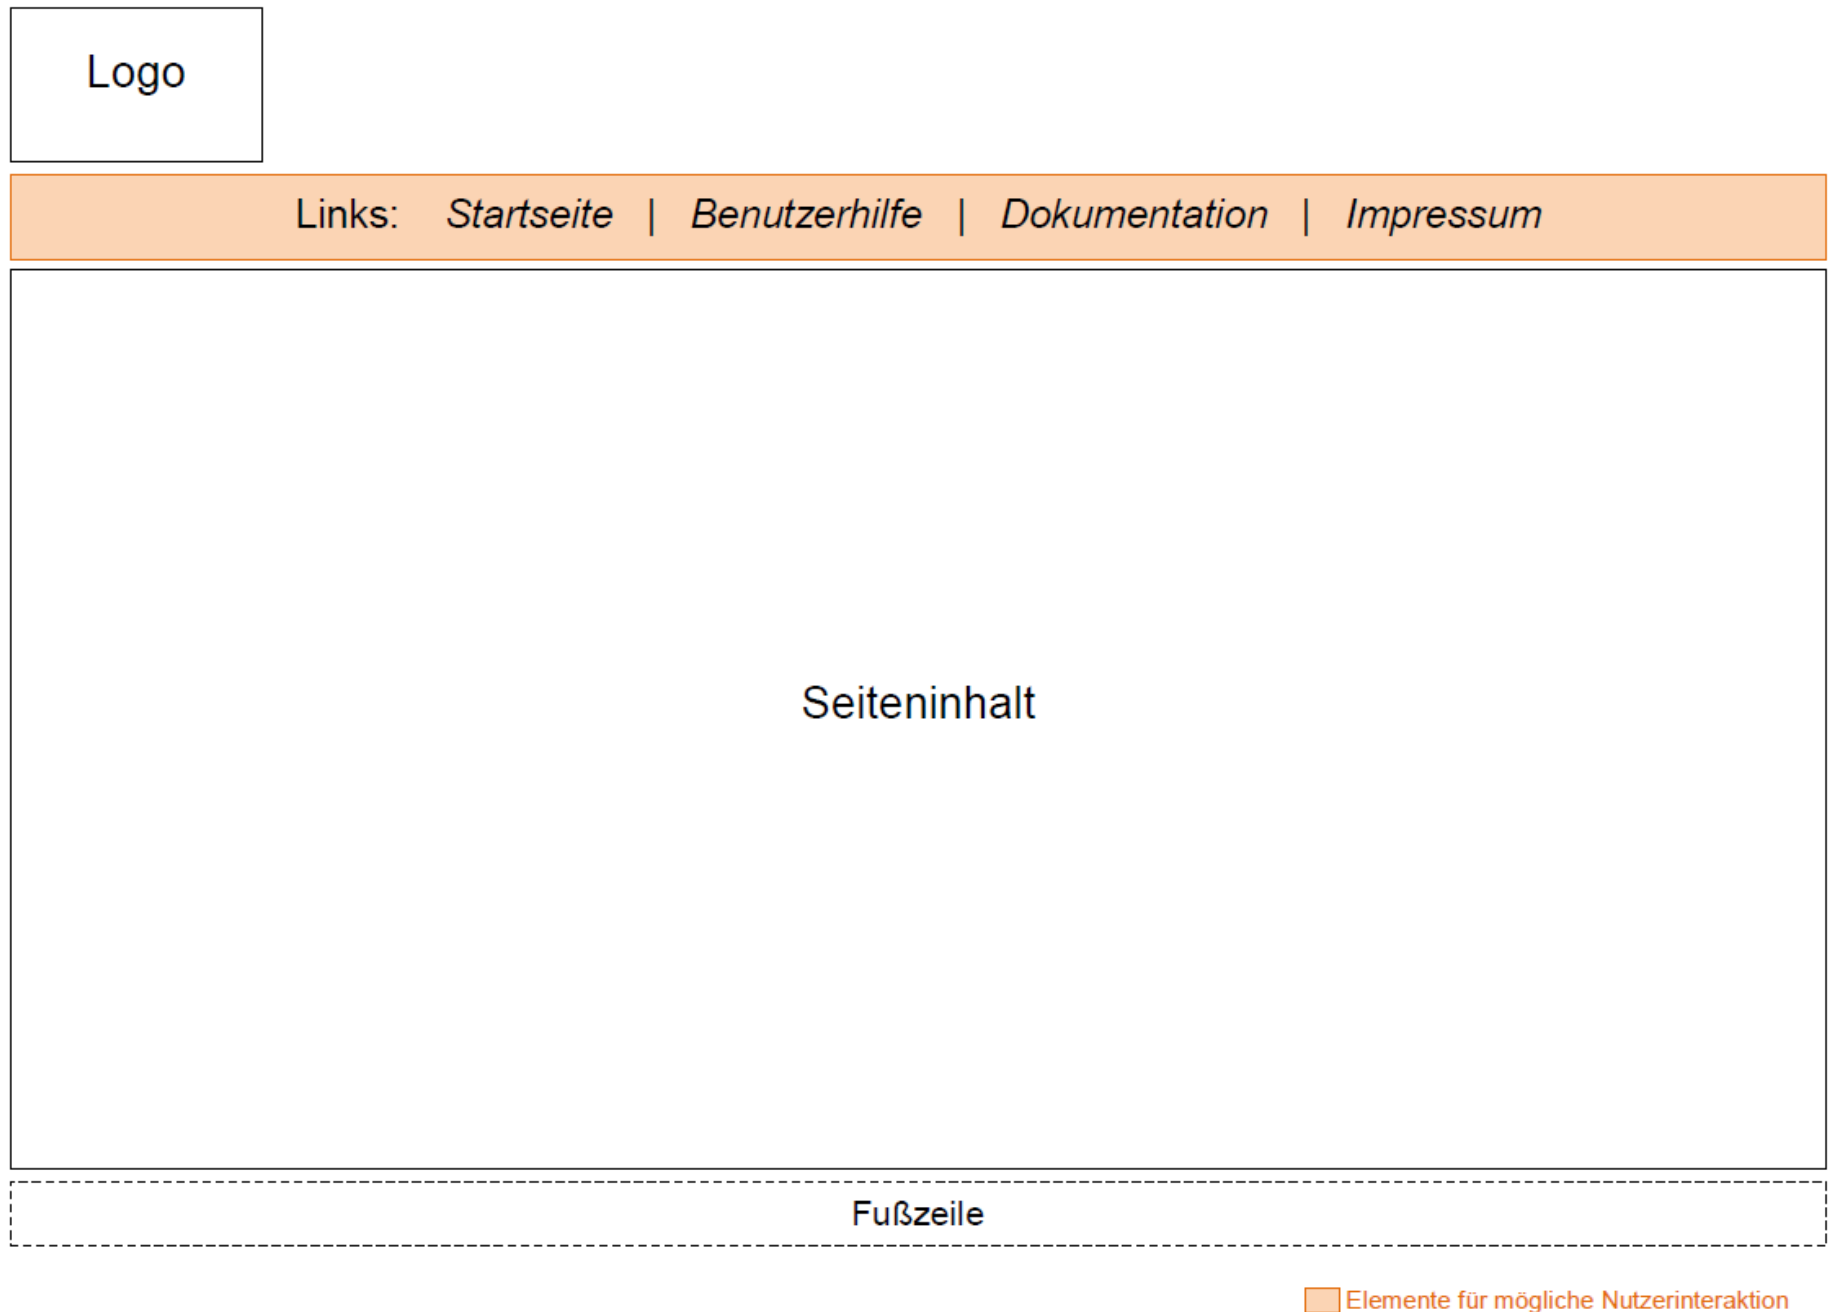 Logo
Links: Startseite | Benutzerhilfe | Dokumentation | Impressum
Seiteninhalt
Fußzeile
Elemente für mögliche Nutzerinteraktion